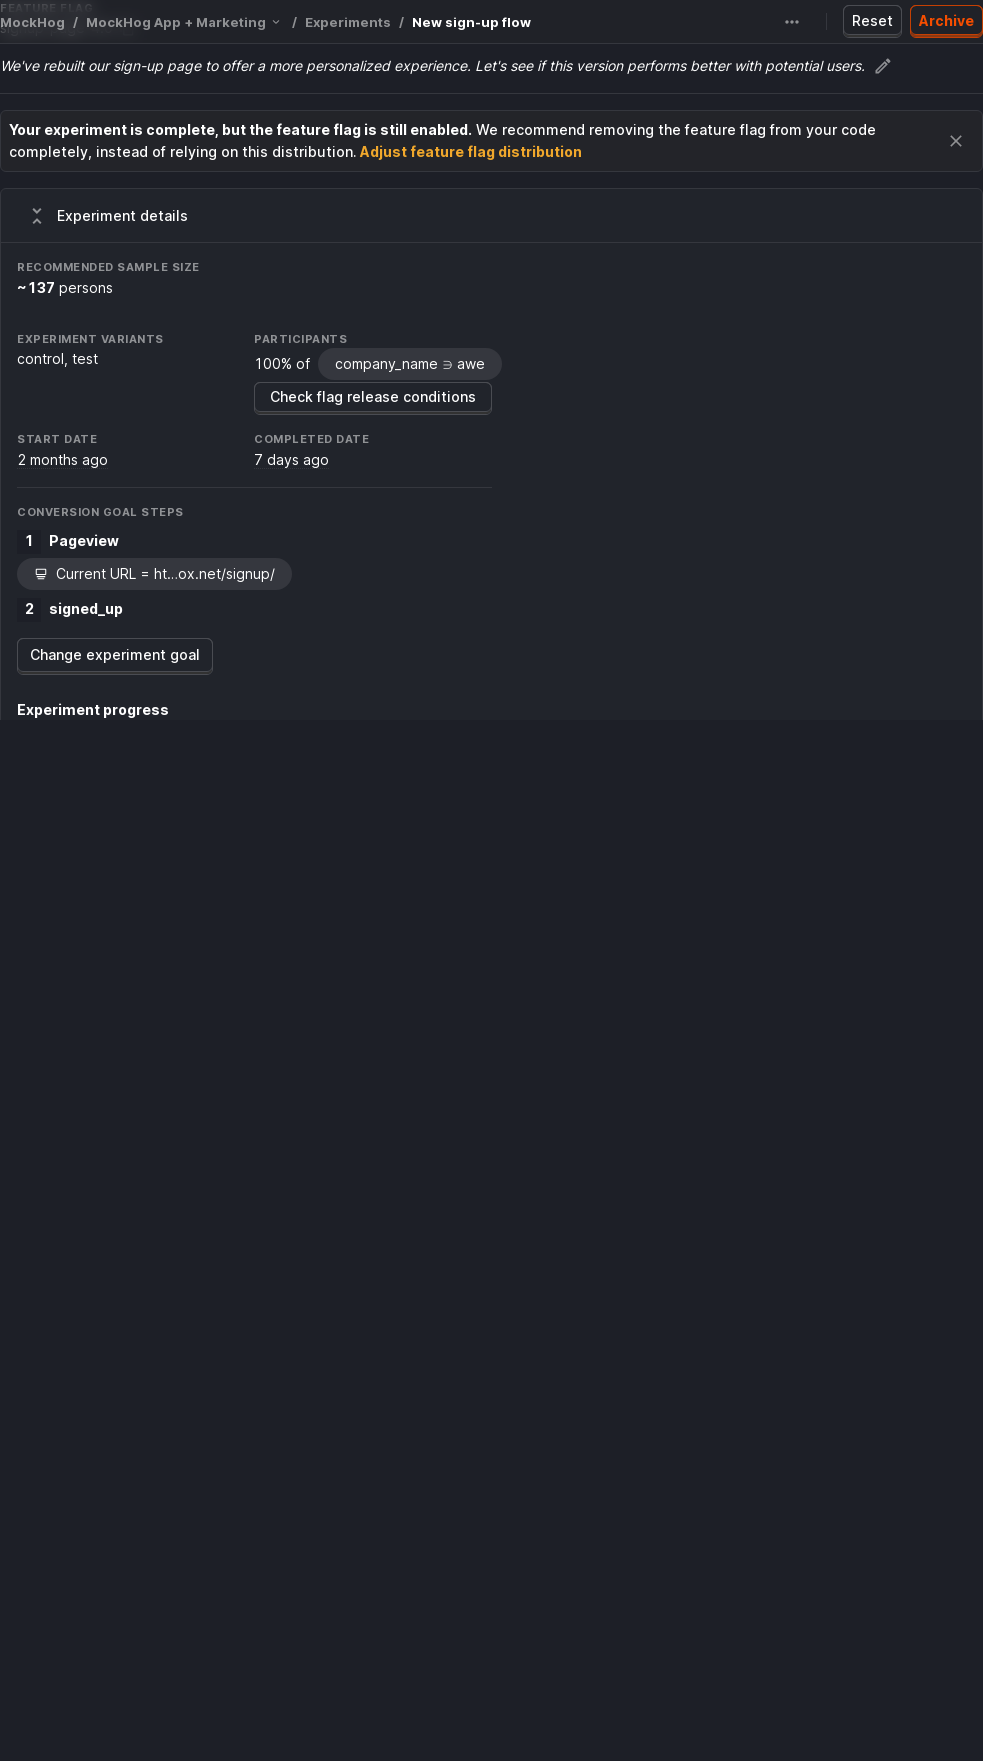 FEATURE FLAG
MockHog / MockHog App + Marketing / Experiments / New sign-up flow
Reset
Archive
We've rebuilt our sign-up page to offer a more personalized experience. Let's see if this version performs better with potential users.
Your experiment is complete, but the feature flag is still enabled. We recommend removing the feature flag from your code
completely, instead of relying on this distribution. Adjust feature flag distribution
Experiment details
RECOMMENDED SAMPLE SIZE
~137 persons
EXPERIMENT VARIANTS
control, test
PARTICIPANTS
100% of company_name ∋ awe
Check flag release conditions
START DATE
2 months ago
COMPLETED DATE
7 days ago
CONVERSION GOAL STEPS
1 Pageview
Current URL = ht...ox.net/signup/
2 signed_up
Change experiment goal
Experiment progress